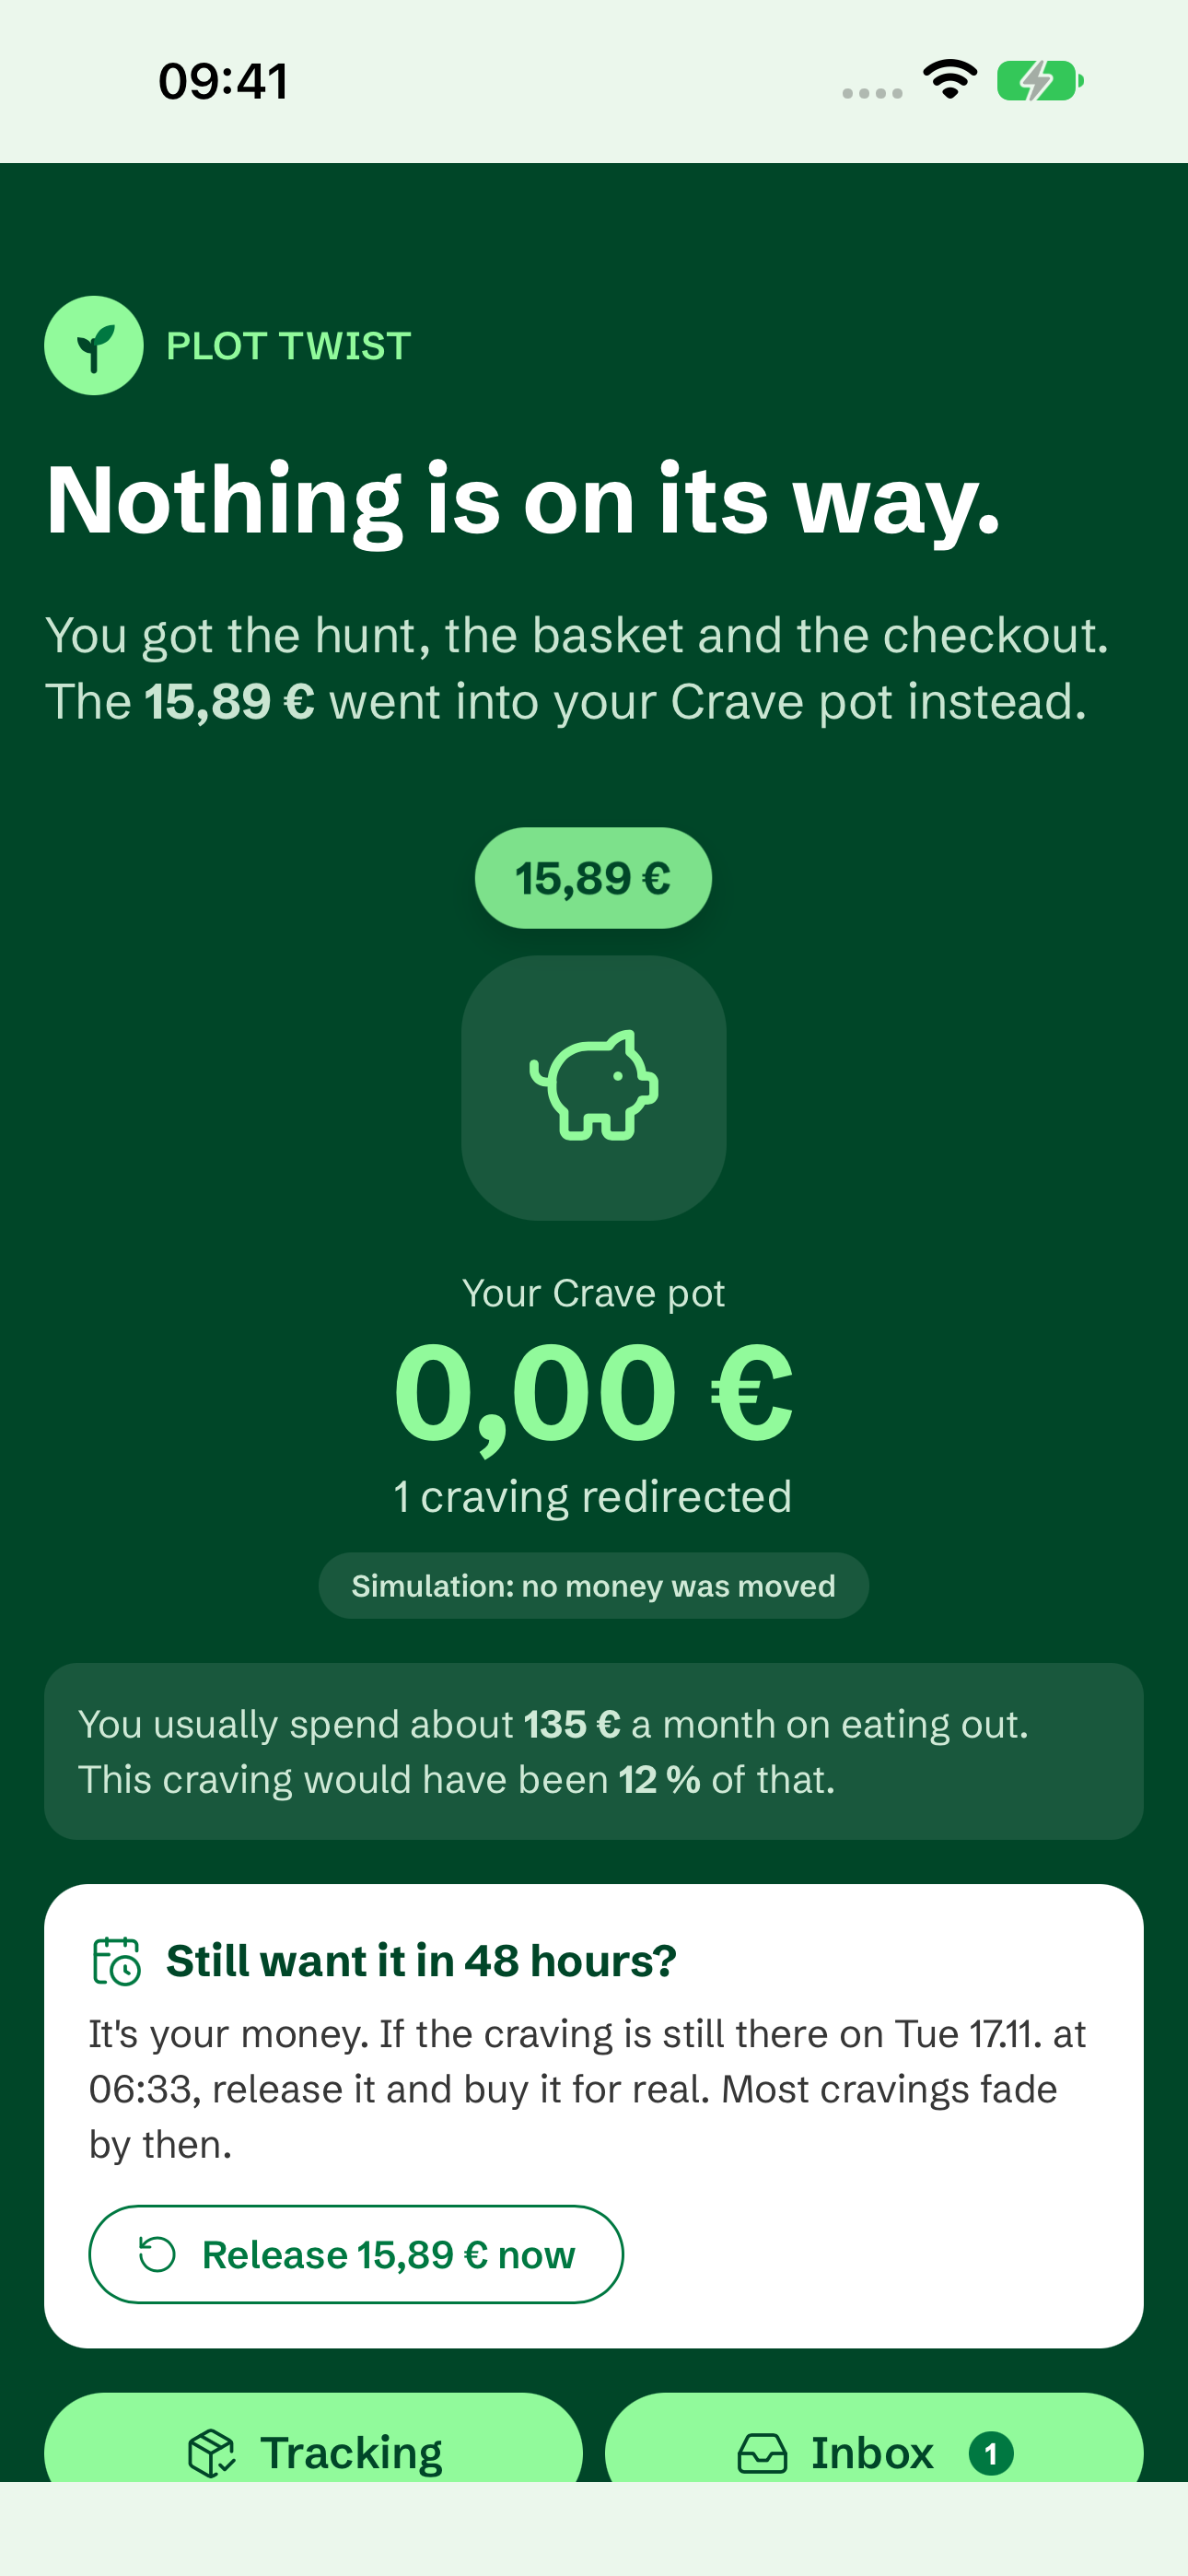 09:41
PLOT TWIST
Nothing is on its way.
You got the hunt, the basket and the checkout.
The 15,89 € went into your Crave pot instead.
15,89 €
Your Crave pot
0,00 €
1 craving redirected
Simulation: no money was moved
You usually spend about 135 € a month on eating out.
This craving would have been 12 % of that.
Still want it in 48 hours?
It's your money. If the craving is still there on Tue 17.11. at
06:33, release it and buy it for real. Most cravings fade
by then.
Release 15,89 € now
Tracking
Inbox 1